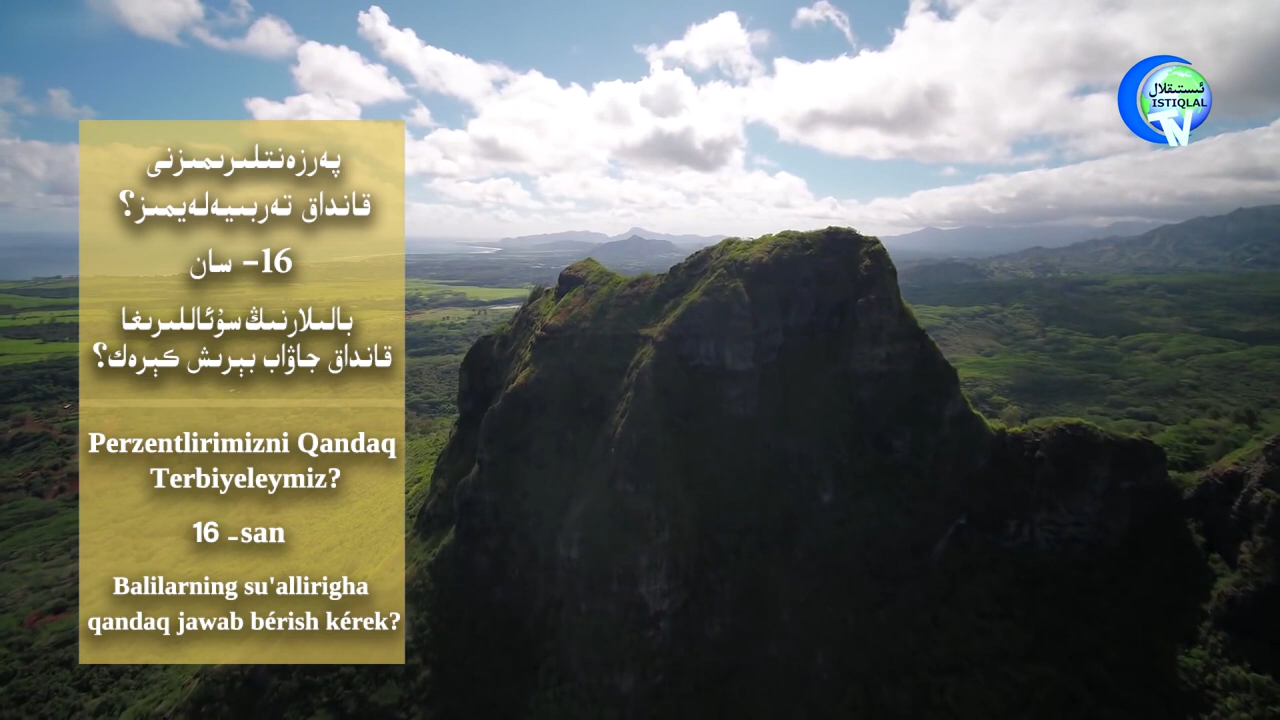 پەرزەنتلىرىمىزنى
قانداق تەربىيەلەيمىز؟
16- سان
بالىلارنىڭ سۇئاللىرىغا
قانداق جاۋاب بېرىش كېرەك؟
Perzentlirimizni Qandaq
Terbiyeleymiz?
16 -san
Balilarning su'allirigha
qandaq jawab bérish kérek?
ئىستىقلال
ISTIQLAL
TV